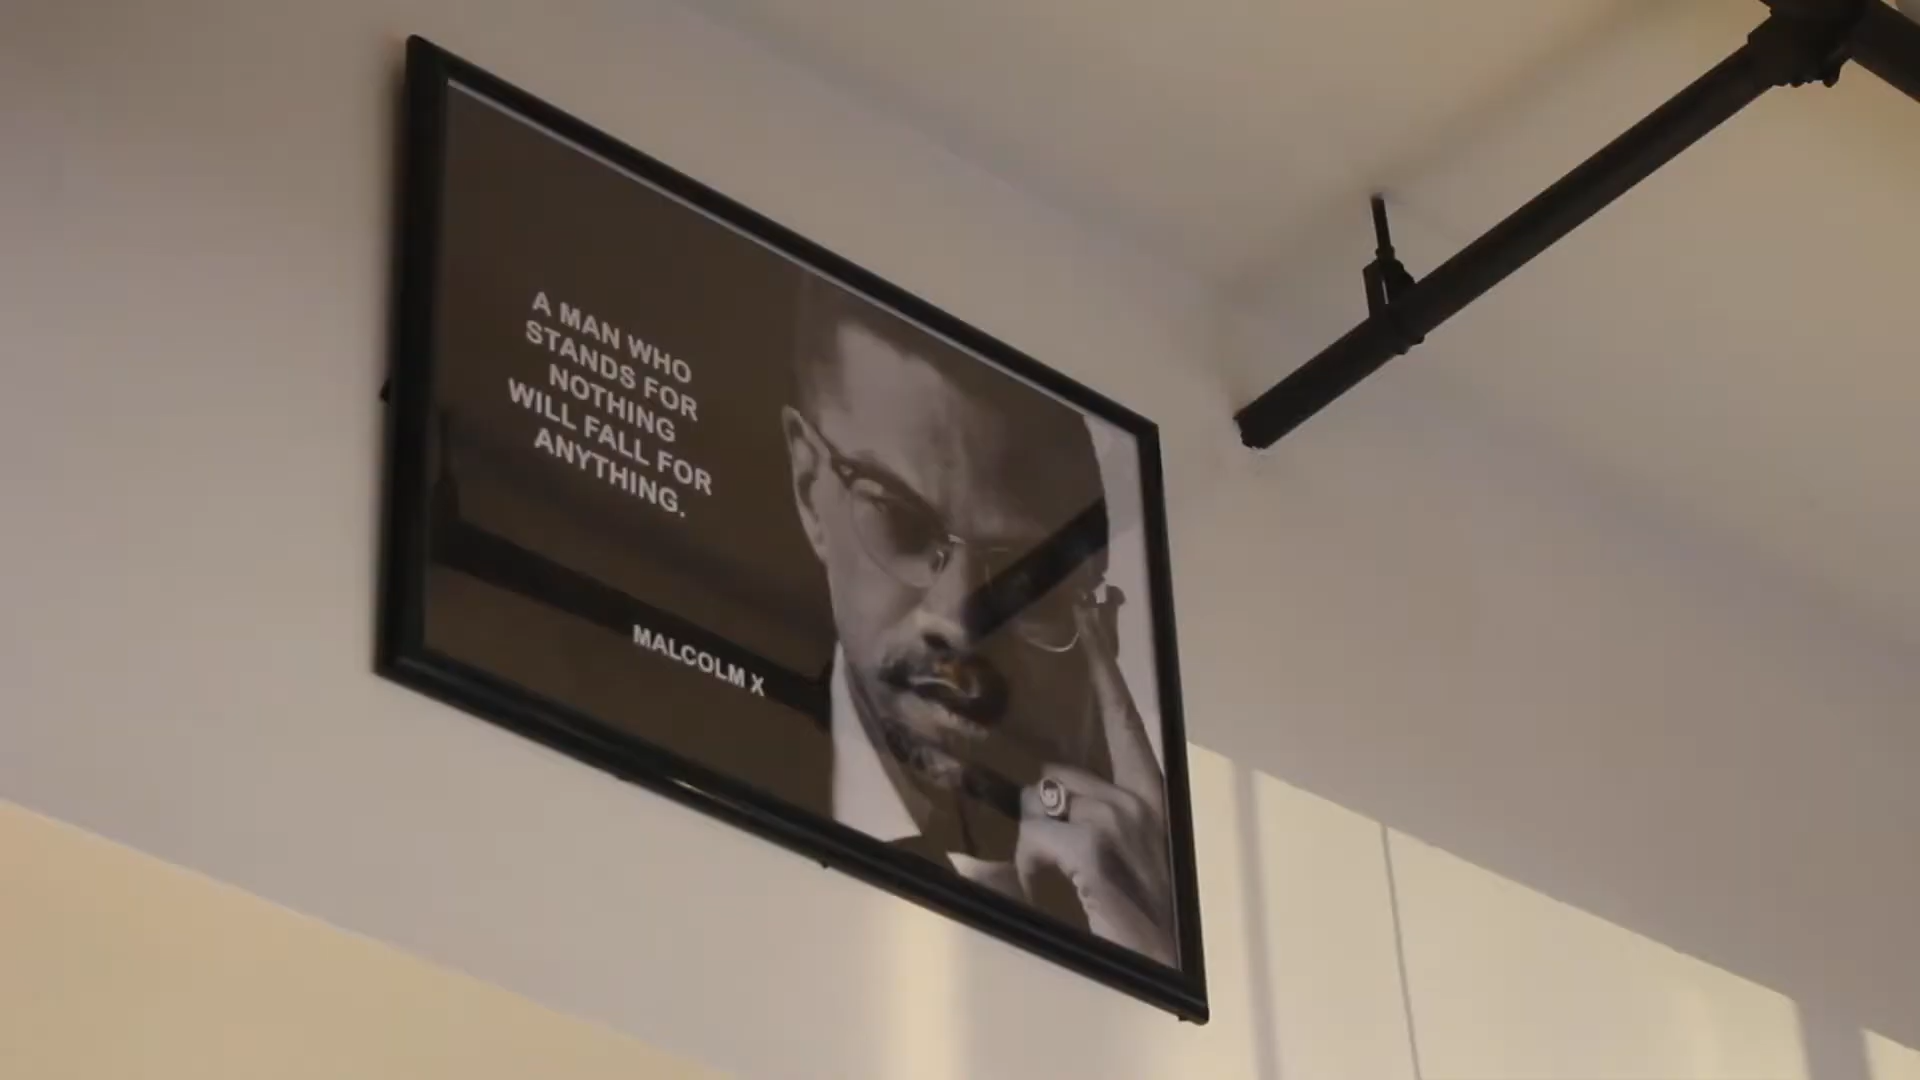 A MAN WHO
STANDS FOR
NOTHING
WILL FALL FOR
ANYTHING.
MALCOLM X